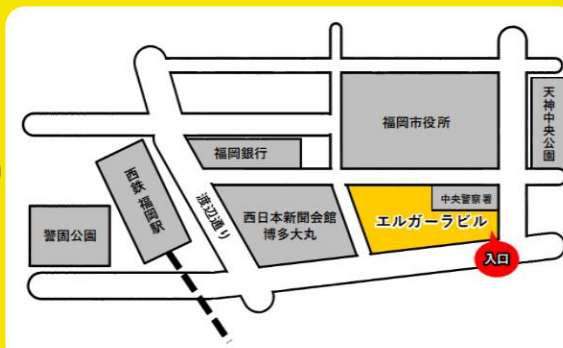 天神中央公園
福岡市役所
福岡銀行
西鉄 福岡駅
渡辺通り
中央警察署
西日本新聞会館
博多大丸
エルガーラビル
警固公園
入口